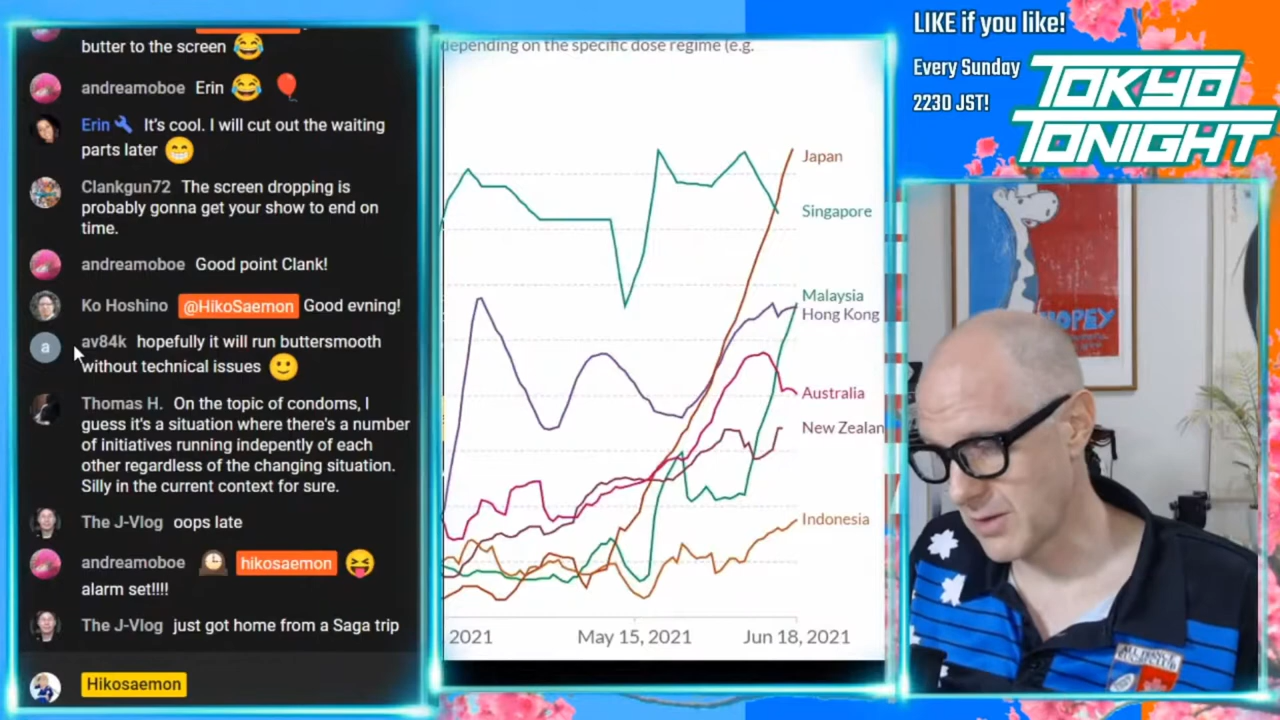 butter to the screen 😂
andreamoboe Erin 😂 🎈
Erin 🔧 It's cool. I will cut out the waiting
parts later 😁
Clankgun72 The screen dropping is
probably gonna get your show to end on
time.
andreamoboe Good point Clank!
Ko Hoshino @HikoSaemon Good evning!
a av84k hopefully it will run buttersmooth
without technical issues 🙂
Thomas H. On the topic of condoms, I
guess it's a situation where there's a number
of initiatives running indepently of each
other regardless of the changing situation.
Silly in the current context for sure.
The J-Vlog oops late
andreamoboe 🕰️ hikosaemon 😝
alarm set!!!!
The J-Vlog just got home from a Saga trip
Hikosaemon
depending on the specific dose regime (e.g.
Japan
Singapore
Malaysia
Hong Kong
Australia
New Zealan
Indonesia
2021
May 15, 2021
Jun 18, 2021
LIKE if you like!
Every Sunday
2230 JST!
TOKYO
TONIGHT
HOPEY